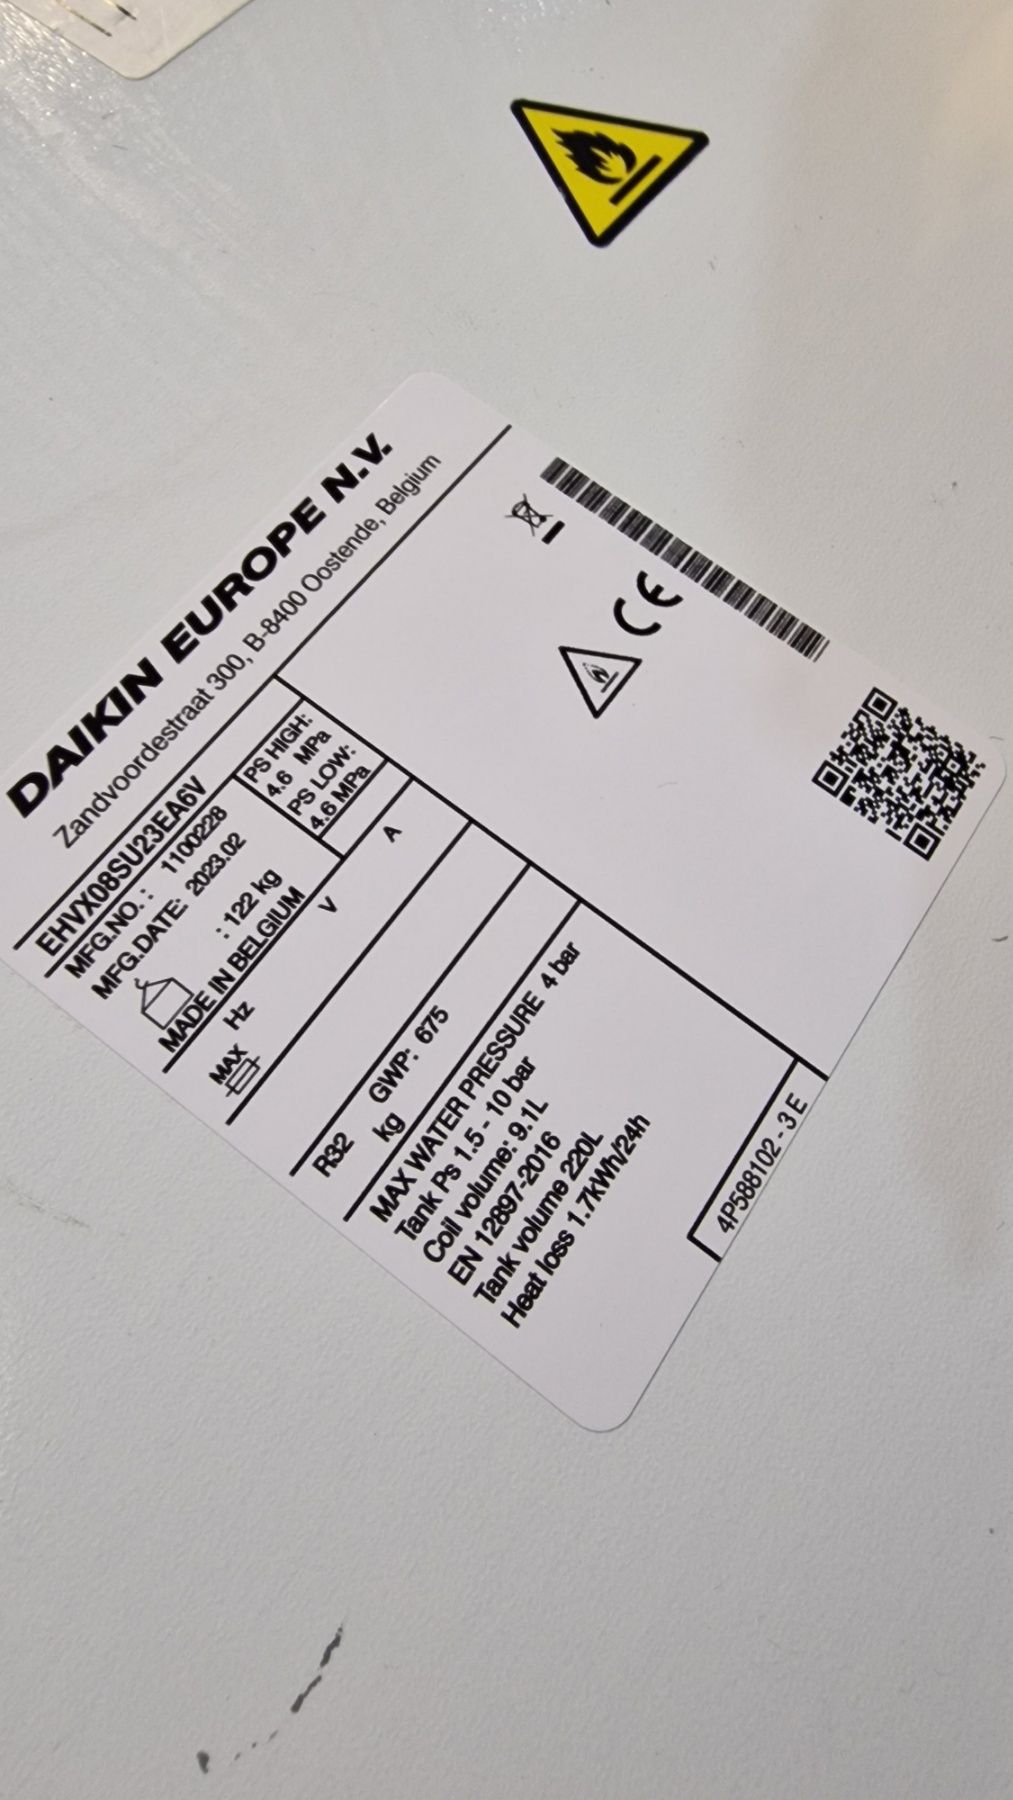 DAIKIN EUROPE N.V.
Zandvoordestraat 300, B-8400 Oostende, Belgium
EHVX08SU23EA6V
MFG.NO. : 1100228
MFG.DATE: 2023.02
: 122 kg
MADE IN BELGIUM
PS HIGH:
4.6 MPa
PS LOW:
4.6 MPa
Hz V A
MAX
R32 GWP: 675
kg
MAX WATER PRESSURE 4 bar
Tank Ps 1.5 - 10 bar
Coil volume: 9.1L
EN 12897-2016
Tank volume 220L
Heat loss 1.7kWh/24h
CE
4P588102 - 3 E